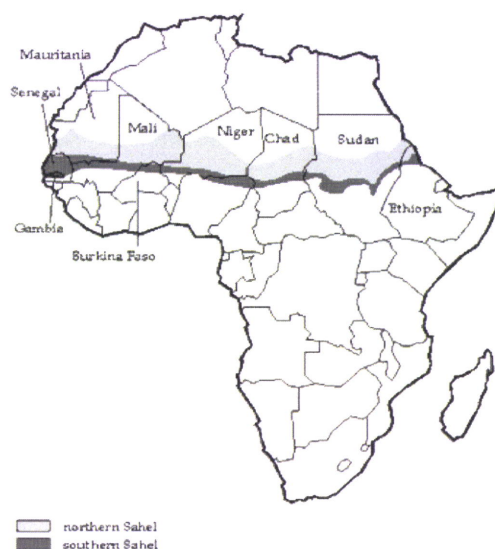 Mauritania
Senegal
Mali
Niger
Chad
Sudan
Ethiopia
Gambia
Burkina Faso
northern Sahel
southern Sahel